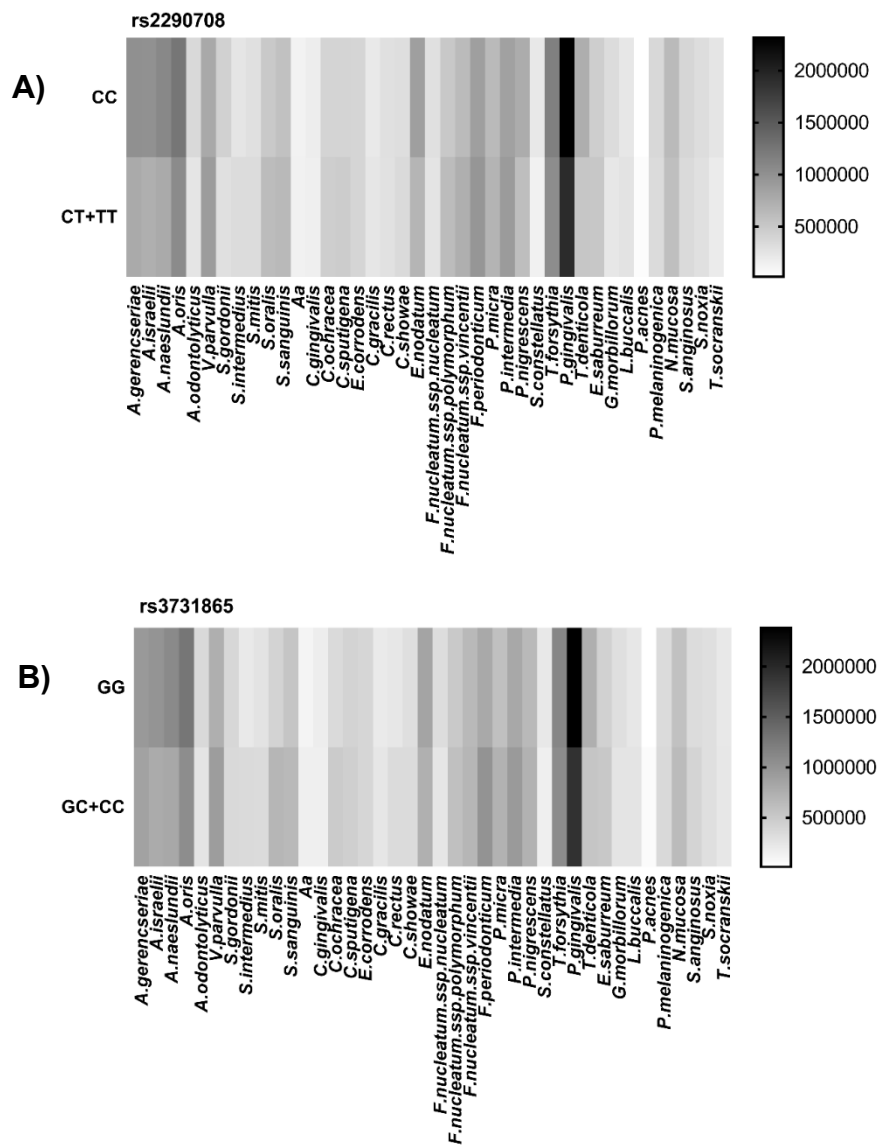 rs2290708
A)
CC
CT+TT
2000000
1500000
1000000
500000
A.gerencseriae
A.israelii
A.naeslundii
A.oris
A.odontolyticus
V.parvulla
S.gordonii
S.intermedius
S.mitis
S.oralis
S.sanguinis
Aa
C.gingivalis
C.ochracea
C.sputigena
E.corrodens
C.gracilis
C.rectus
C.showae
E.nodatum
F.nucleatum.ssp.nucleatum
F.nucleatum.ssp.polymorphum
F.nucleatum.ssp.vincentii
F.periodonticum
P.micra
P.intermedia
P.nigrescens
S.constellatus
T.forsythia
P.gingivalis
T.denticola
E.saburreum
G.morbillorum
L.buccalis
P.acnes
P.melaninogenica
N.mucosa
S.anginosus
S.noxia
T.socranskii
rs3731865
B)
GG
GC+CC
2000000
1500000
1000000
500000
A.gerencseriae
A.israelii
A.naeslundii
A.oris
A.odontolyticus
V.parvulla
S.gordonii
S.intermedius
S.mitis
S.oralis
S.sanguinis
Aa
C.gingivalis
C.ochracea
C.sputigena
E.corrodens
C.gracilis
C.rectus
C.showae
E.nodatum
F.nucleatum.ssp.nucleatum
F.nucleatum.ssp.polymorphum
F.nucleatum.ssp.vincentii
F.periodonticum
P.micra
P.intermedia
P.nigrescens
S.constellatus
T.forsythia
P.gingivalis
T.denticola
E.saburreum
G.morbillorum
L.buccalis
P.acnes
P.melaninogenica
N.mucosa
S.anginosus
S.noxia
T.socranskii